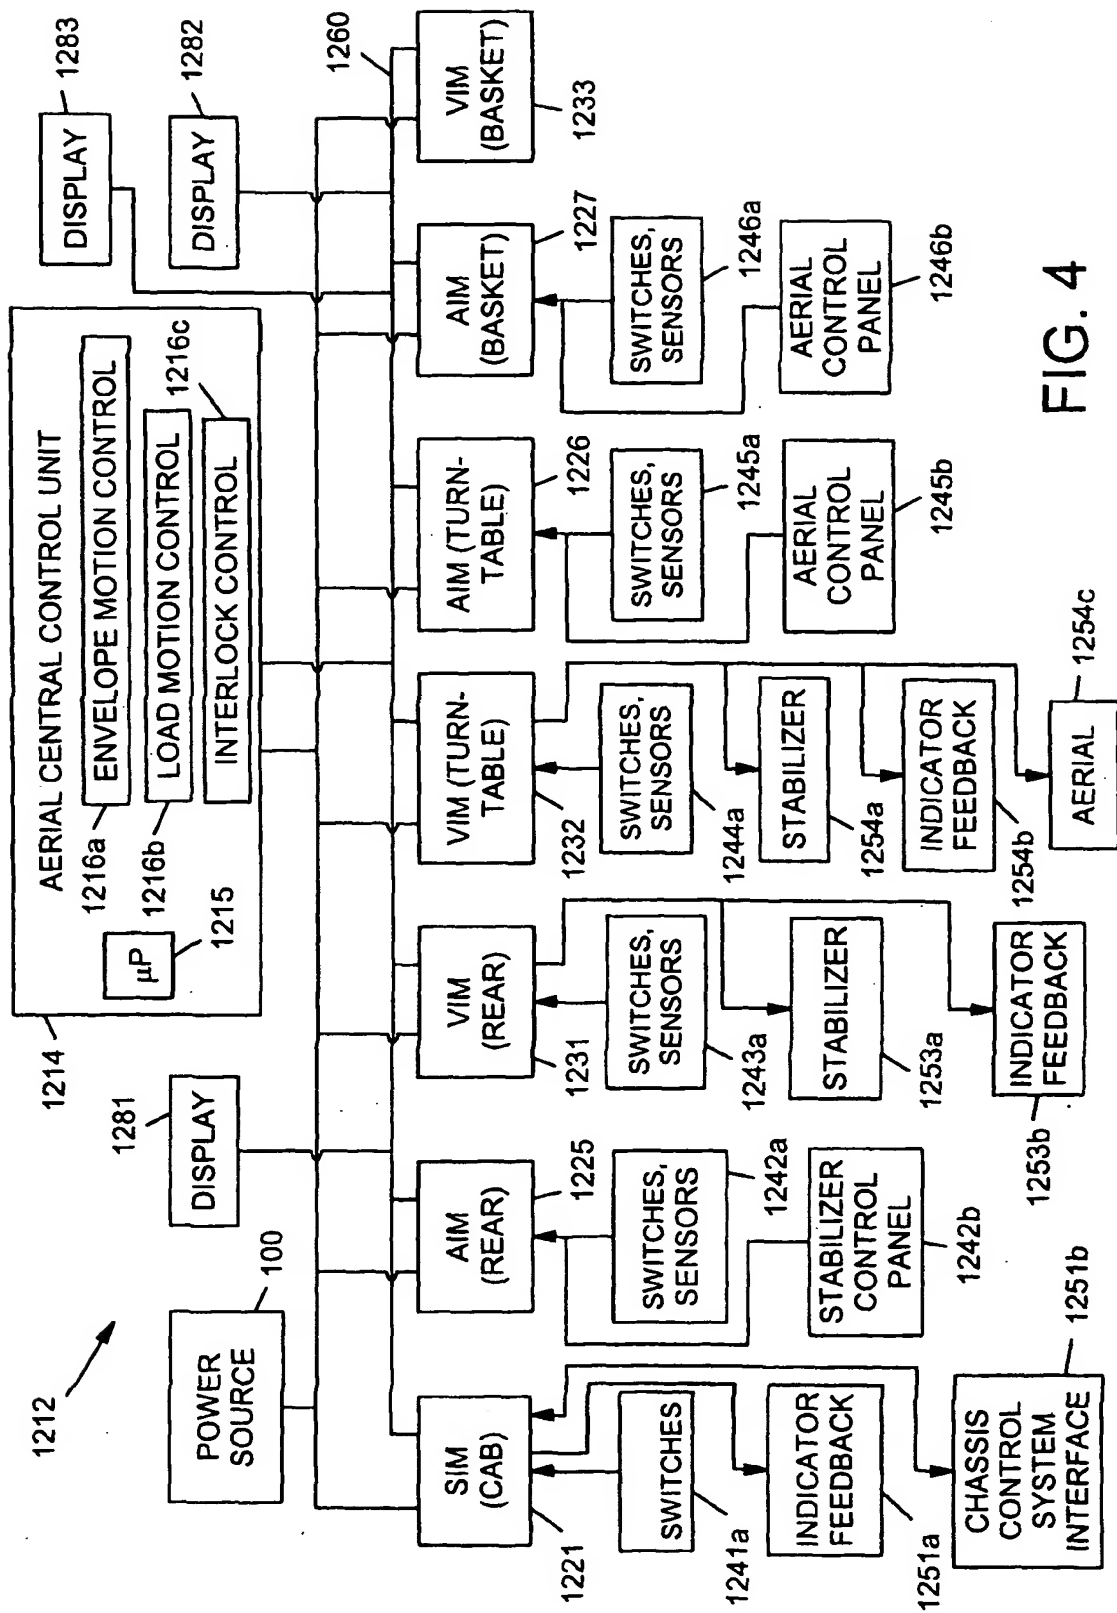 1212
POWER
SOURCE
100
DISPLAY
1281
1214
AERIAL CENTRAL CONTROL UNIT
µP
1215
1216a
ENVELOPE MOTION CONTROL
1216b
LOAD MOTION CONTROL
INTERLOCK CONTROL
1216c
DISPLAY
1283
DISPLAY
1282
1260
SIM
(CAB)
1221
AIM
(REAR)
1225
VIM
(REAR)
1231
VIM (TURN-
TABLE)
1232
AIM (TURN-
TABLE)
1226
AIM
(BASKET)
1227
VIM
(BASKET)
1233
SWITCHES
1241a
INDICATOR
FEEDBACK
1251a
CHASSIS
CONTROL
SYSTEM
INTERFACE
1251b
SWITCHES,
SENSORS
1242a
STABILIZER
CONTROL
PANEL
1242b
SWITCHES,
SENSORS
1243a
STABILIZER
1253a
INDICATOR
FEEDBACK
1253b
SWITCHES,
SENSORS
1244a
STABILIZER
1254a
INDICATOR
FEEDBACK
1254b
AERIAL
1254c
SWITCHES,
SENSORS
1245a
AERIAL
CONTROL
PANEL
1245b
SWITCHES,
SENSORS
1246a
AERIAL
CONTROL
PANEL
1246b
FIG. 4